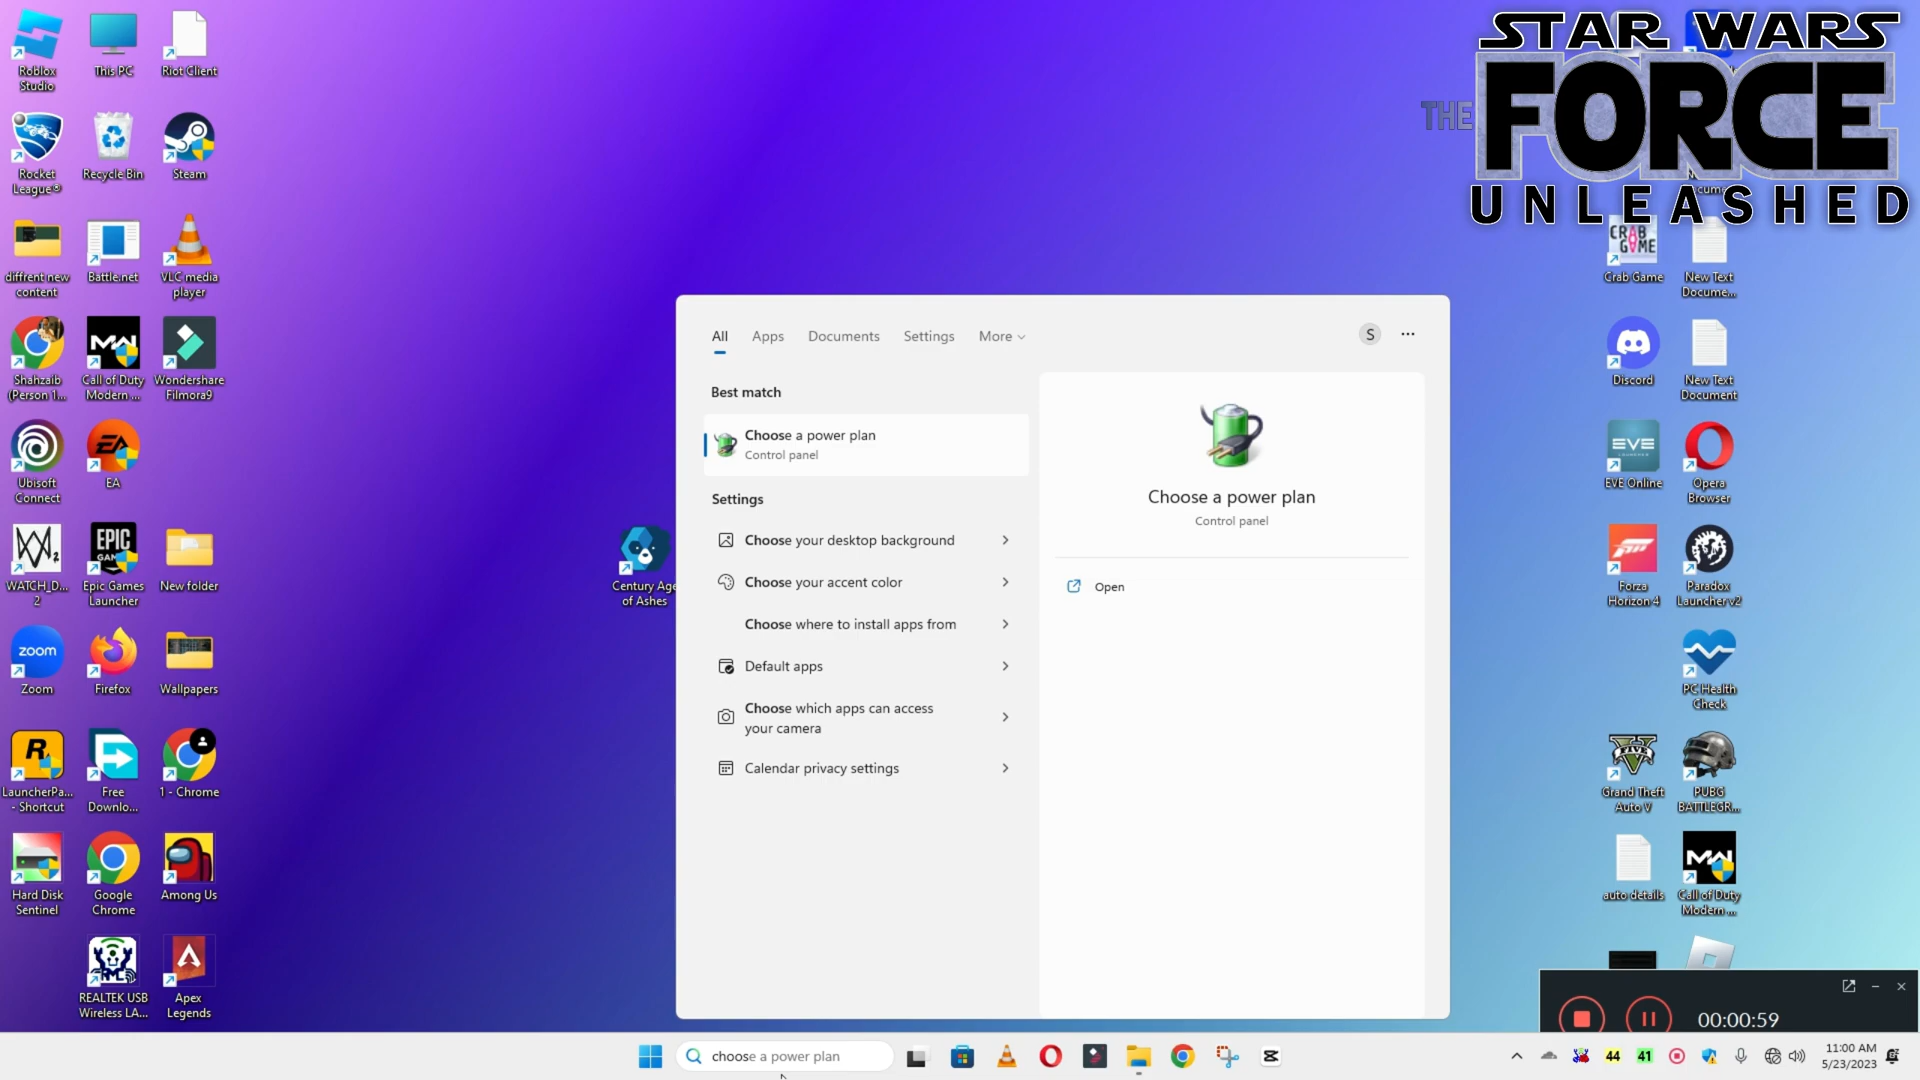 Roblox
Studio
This PC
Riot Client
Rocket
League®
Recycle Bin
Steam
diffrent new
content
Battle.net
VLC media
player
Shahzaib
(Person 1...
Call of Duty
Modern ...
Wondershare
Filmora9
Ubisoft
Connect
EA
WATCH_D...
2
EPIC
GAMES
Epic Games
Launcher
New folder
zoom
Zoom
Firefox
Wallpapers
LauncherPa...
- Shortcut
Free
Downlo...
1 - Chrome
Hard Disk
Sentinel
Google
Chrome
Among Us
REALTEK USB
Wireless LA...
Apex
Legends
Century Age
of Ashes
STAR WARS
THE FORCE
UNLEASHED
CRAB
GAME
Crab Game
New Text
Docume...
Discord
New Text
Document
EVE
EVE Online
Opera
Browser
Forza
Horizon 4
Paradox
Launcher v2
PC Health
Check
FIVE
Grand Theft
Auto V
PUBG
BATTLEGR...
auto details
Call of Duty
Modern ...
All Apps Documents Settings More
S
Best match
Choose a power plan
Control panel
Settings
Choose your desktop background
Choose your accent color
Choose where to install apps from
Default apps
Choose which apps can access
your camera
Calendar privacy settings
Choose a power plan
Control panel
Open
00:00:59
choose a power plan
44 41
11:00 AM
5/23/2023